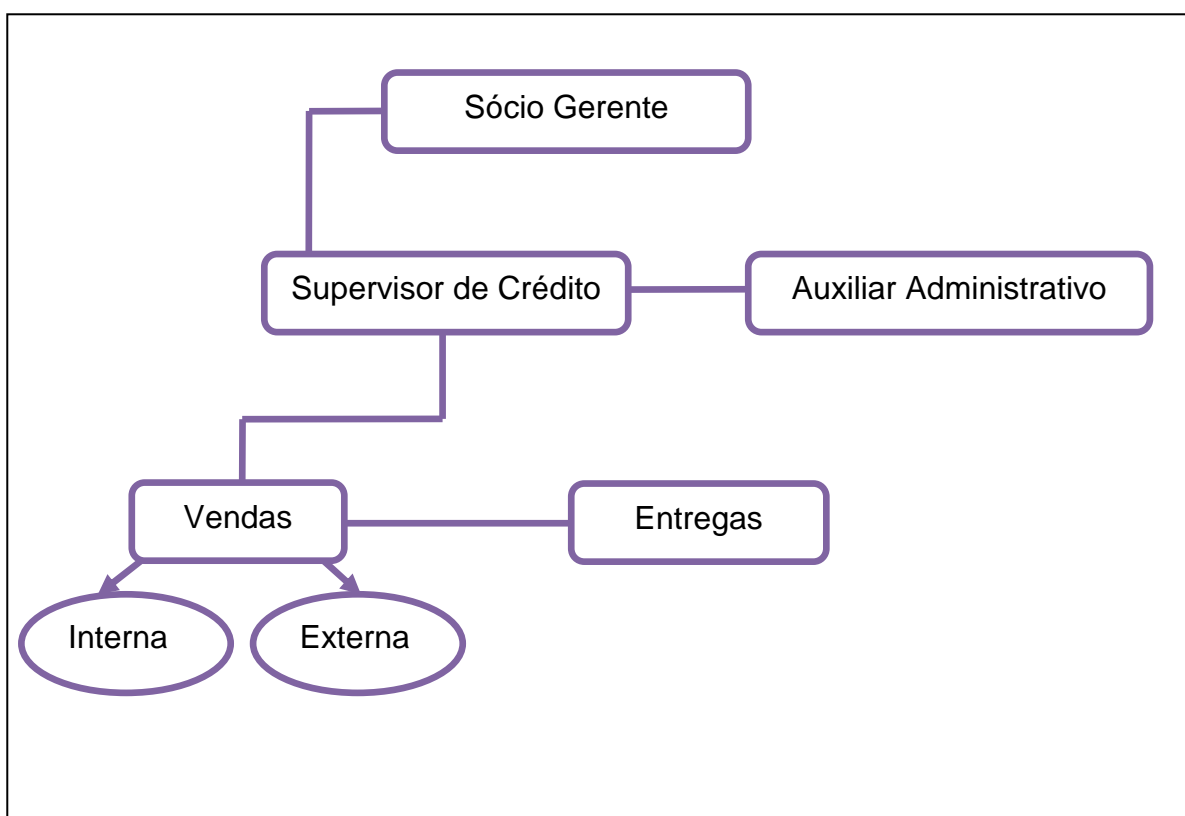 Sócio Gerente
Supervisor de Crédito
Auxiliar Administrativo
Vendas
Entregas
Interna
Externa